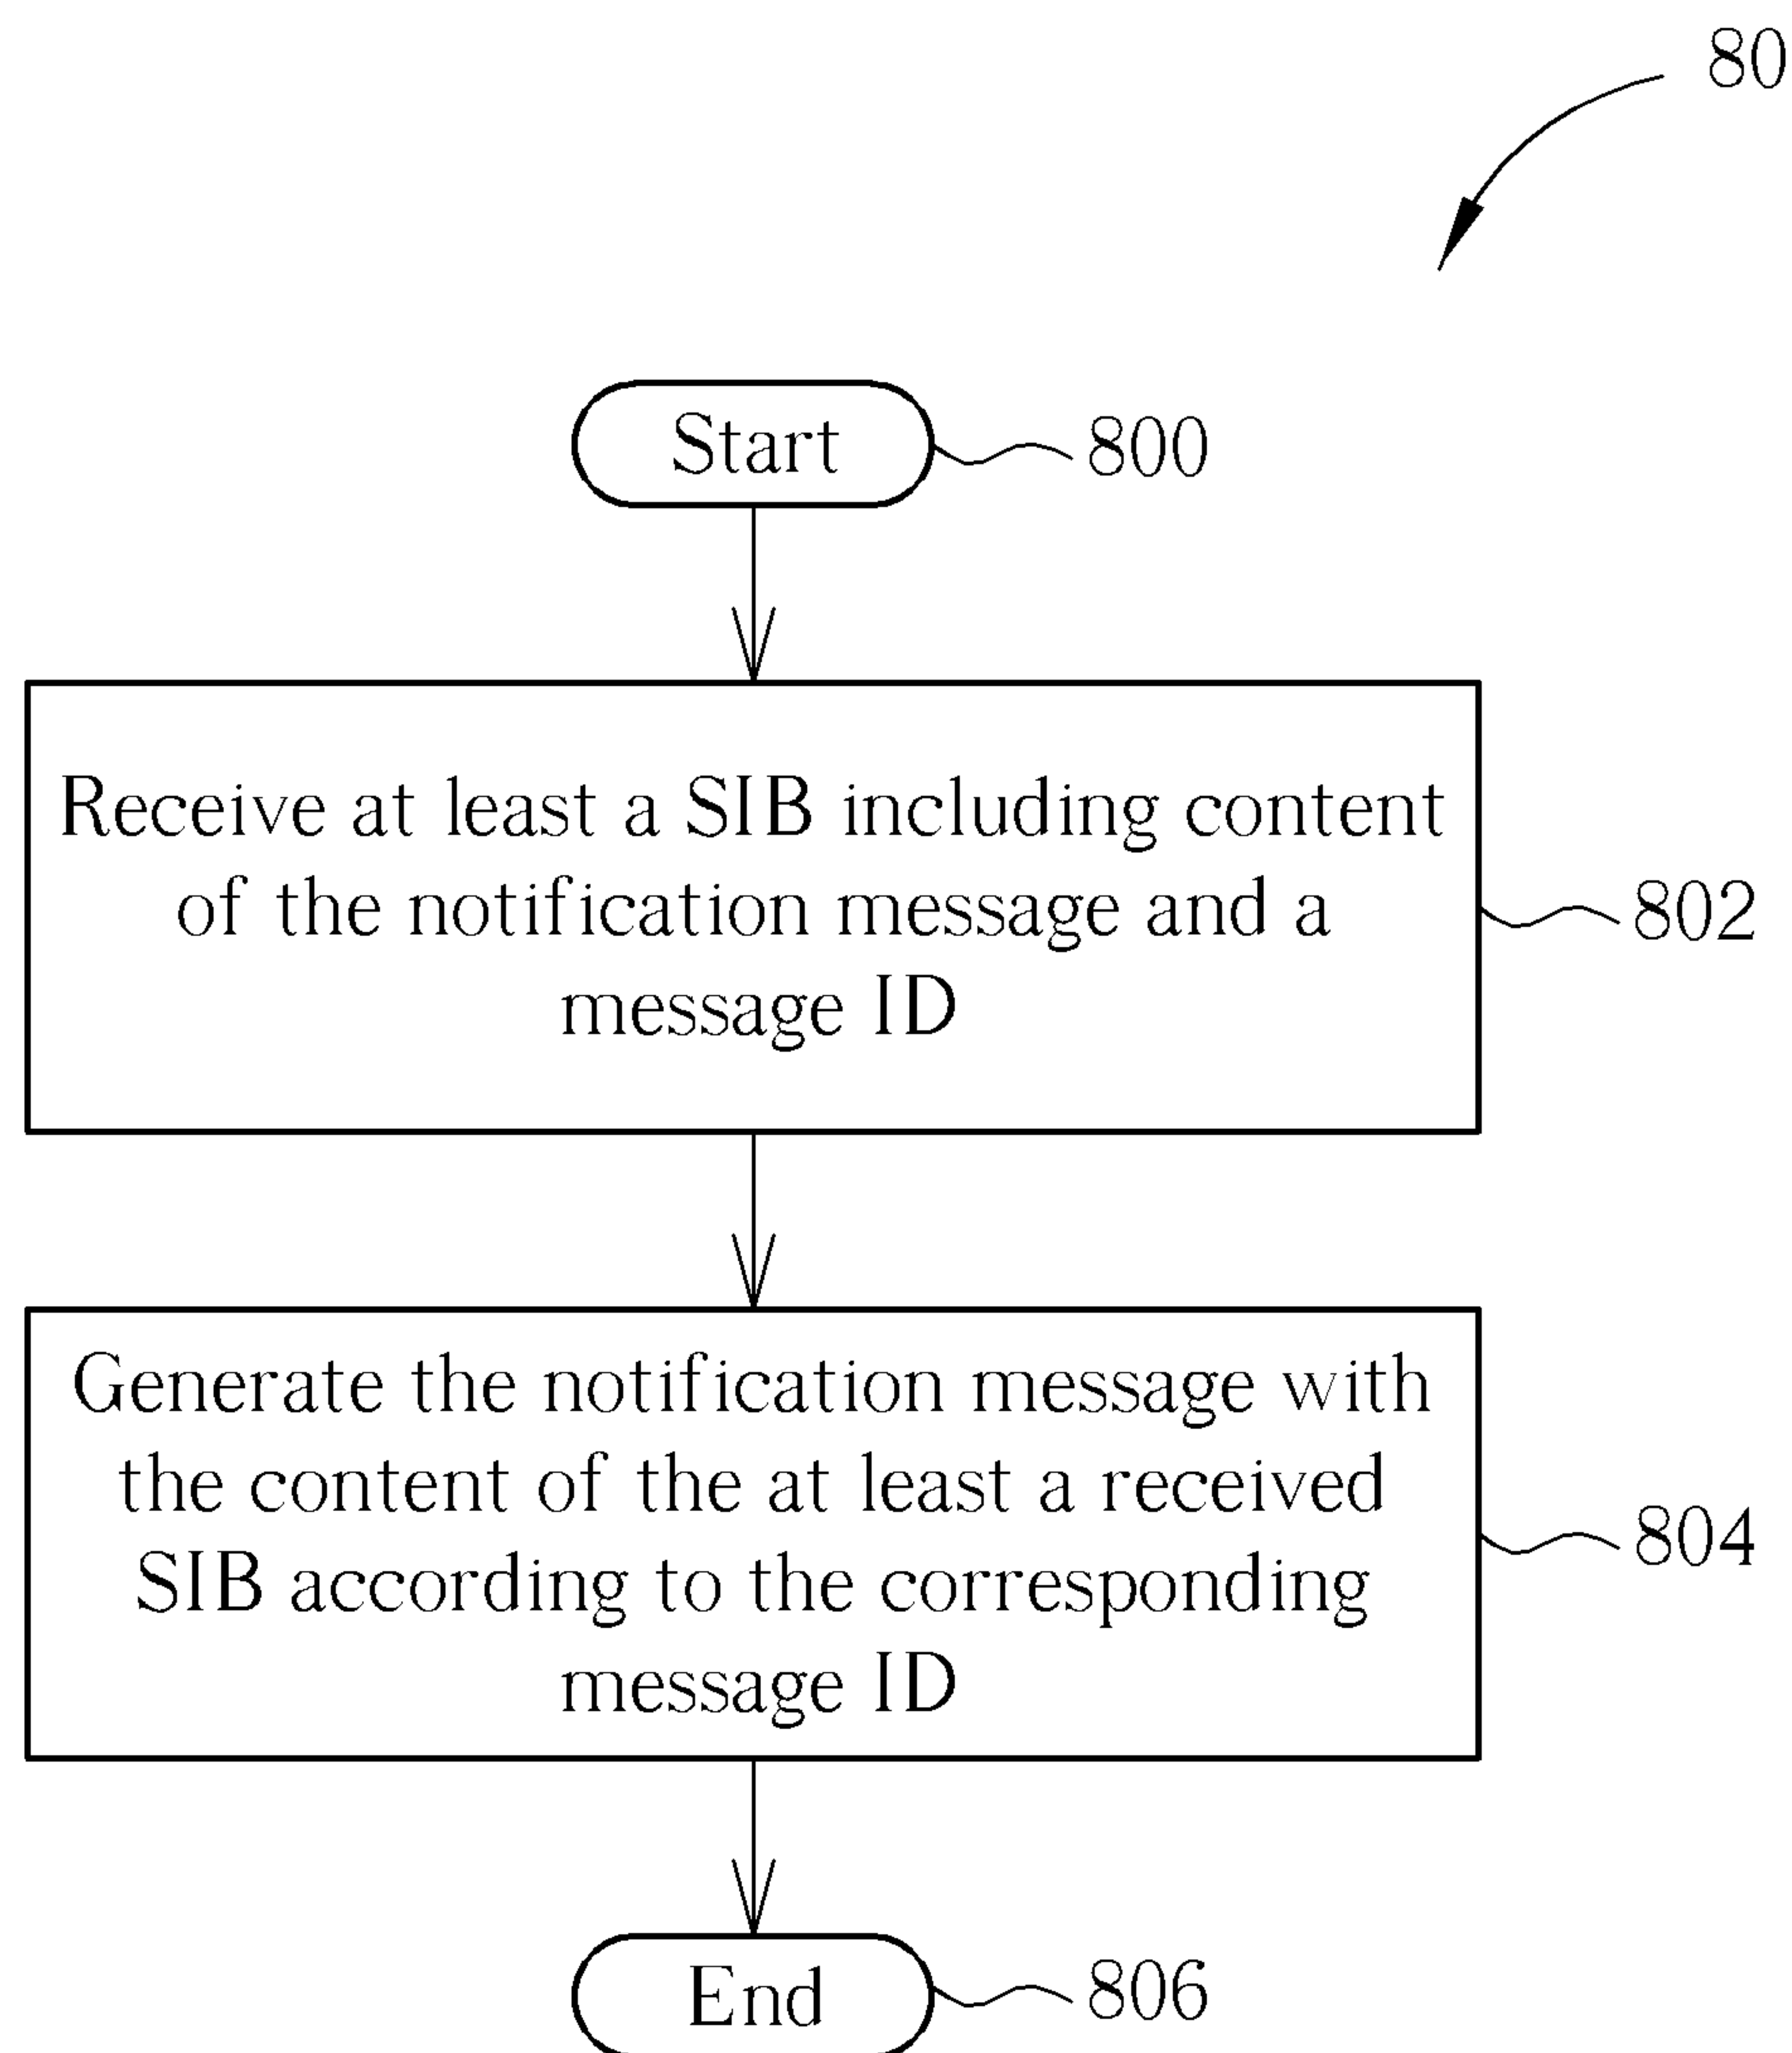 80
Start
800
Receive at least a SIB including content
of the notification message and a
message ID
802
Generate the notification message with
the content of the at least a received
SIB according to the corresponding
message ID
804
End
806